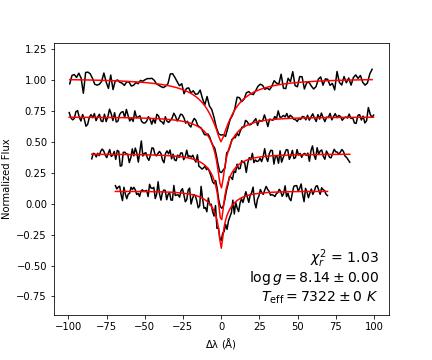 1.25
1.00
0.75
0.50
0.25
0.00
−0.25
−0.50
−0.75
Normalized Flux
χ²ᵣ = 1.03
log g = 8.14 ± 0.00
T_eff = 7322 ± 0 K
−100 −75 −50 −25 0 25 50 75 100
Δλ (Å)